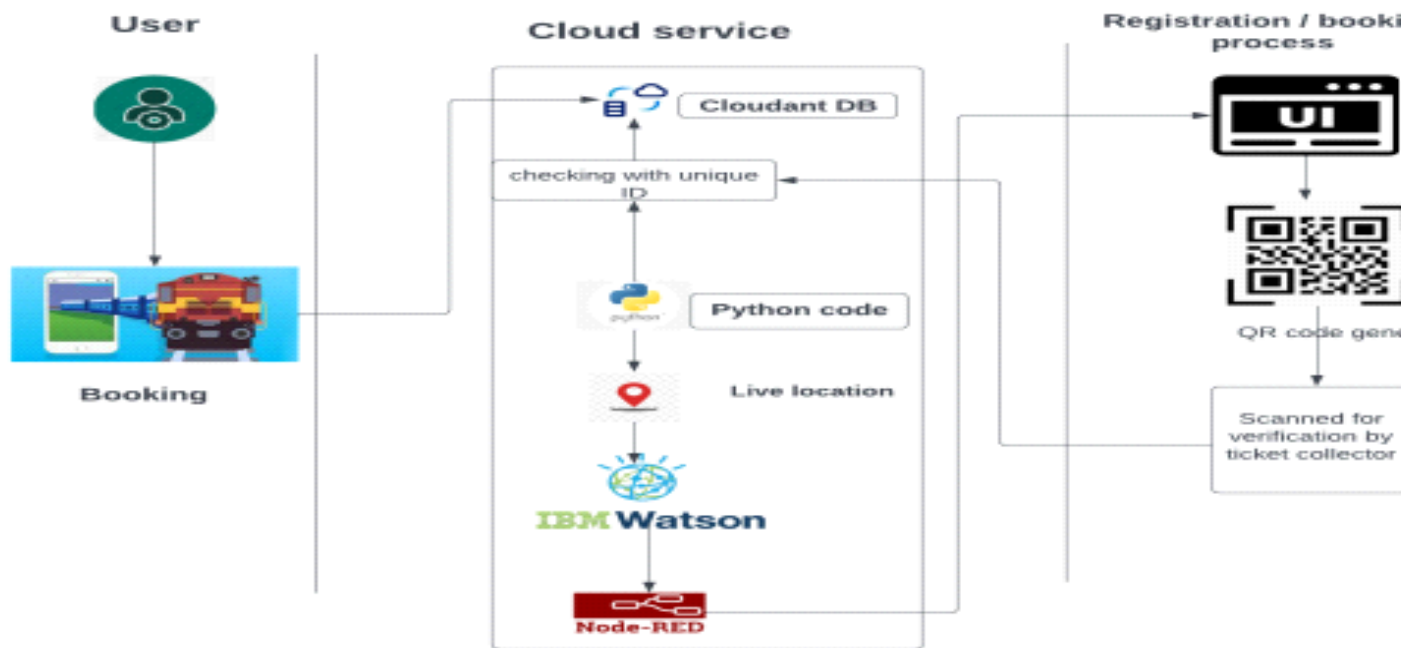 User
Cloud service
Registration / booki
process
Cloudant DB
UI
checking with unique
ID
python
Python code
QR code gene
Live location
Booking
Scanned for
verification by
ticket collector
IBM Watson
Node-RED